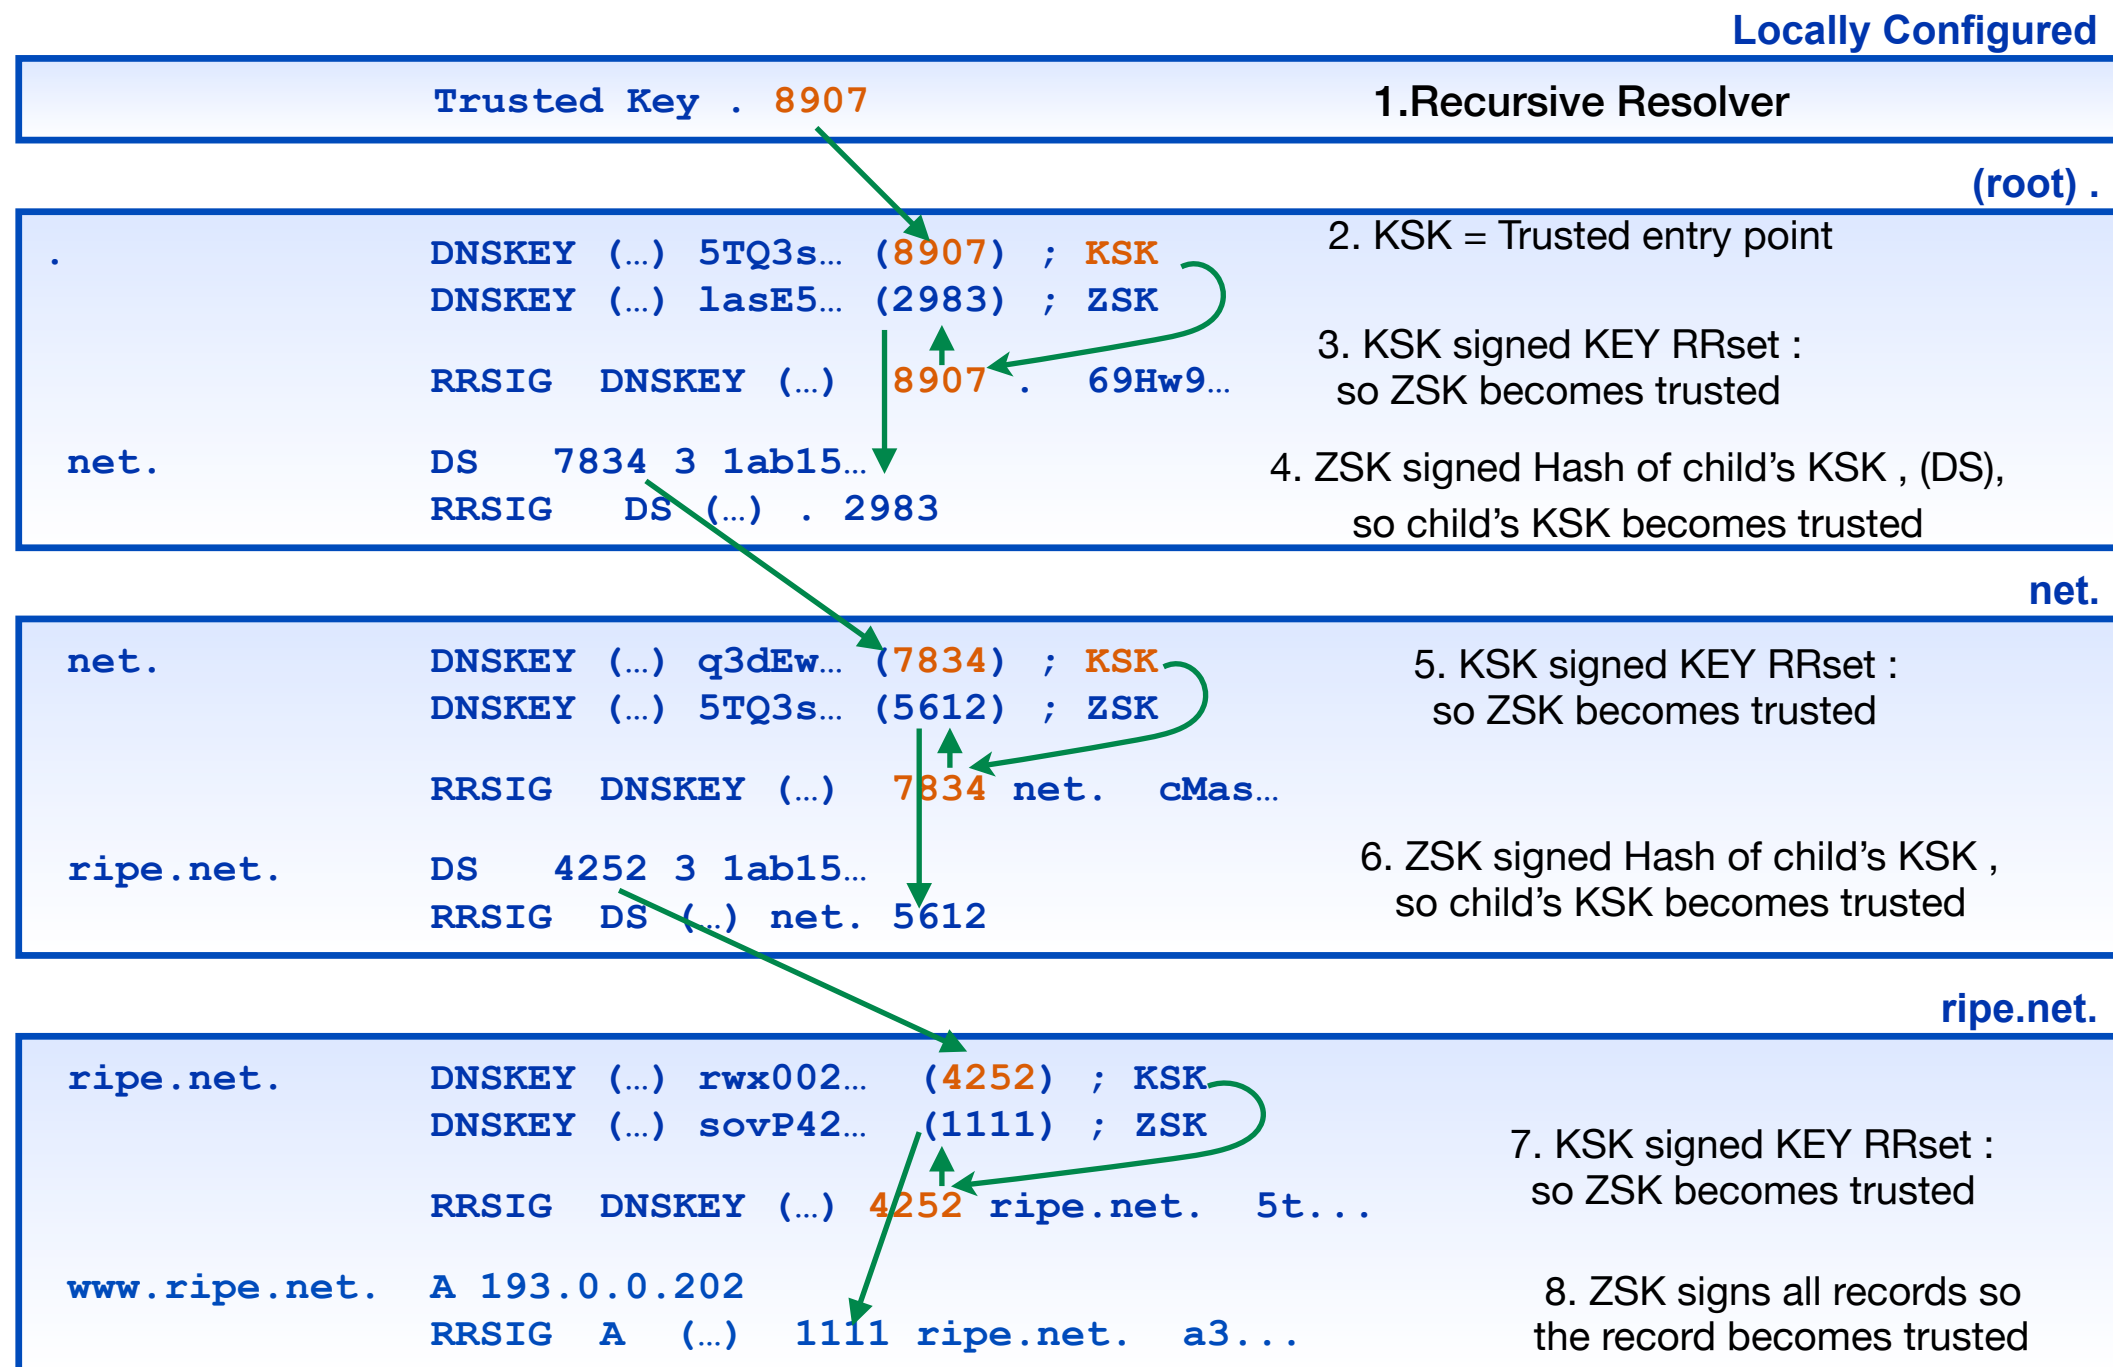 Locally Configured
Trusted Key . 8907 1.Recursive Resolver
(root) .
. DNSKEY (…) 5TQ3s… (8907) ; KSK 2. KSK = Trusted entry point
DNSKEY (…) lasE5… (2983) ; ZSK
3. KSK signed KEY RRset :
RRSIG DNSKEY (…) 8907 . 69Hw9… so ZSK becomes trusted
net. DS 7834 3 1ab15… 4. ZSK signed Hash of child’s KSK , (DS),
RRSIG DS (…) . 2983 so child’s KSK becomes trusted
net.
net. DNSKEY (…) q3dEw… (7834) ; KSK 5. KSK signed KEY RRset :
DNSKEY (…) 5TQ3s… (5612) ; ZSK so ZSK becomes trusted
RRSIG DNSKEY (…) 7834 net. cMas…
ripe.net. DS 4252 3 1ab15… 6. ZSK signed Hash of child’s KSK ,
RRSIG DS (…) net. 5612 so child’s KSK becomes trusted
ripe.net.
ripe.net. DNSKEY (…) rwx002… (4252) ; KSK
DNSKEY (…) sovP42… (1111) ; ZSK 7. KSK signed KEY RRset :
RRSIG DNSKEY (…) 4252 ripe.net. 5t... so ZSK becomes trusted
www.ripe.net. A 193.0.0.202 8. ZSK signs all records so
RRSIG A (…) 1111 ripe.net. a3... the record becomes trusted